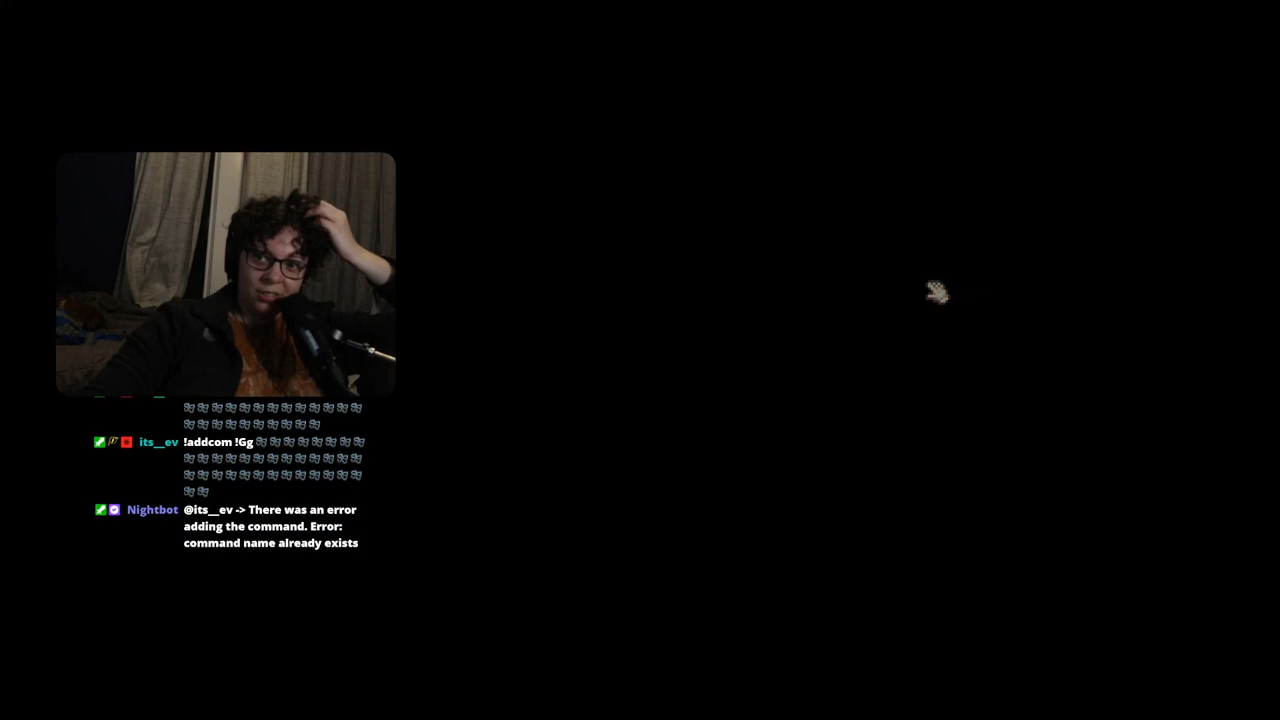 its__ev !addcom !Gg
Nightbot @its__ev -> There was an error
adding the command. Error:
command name already exists